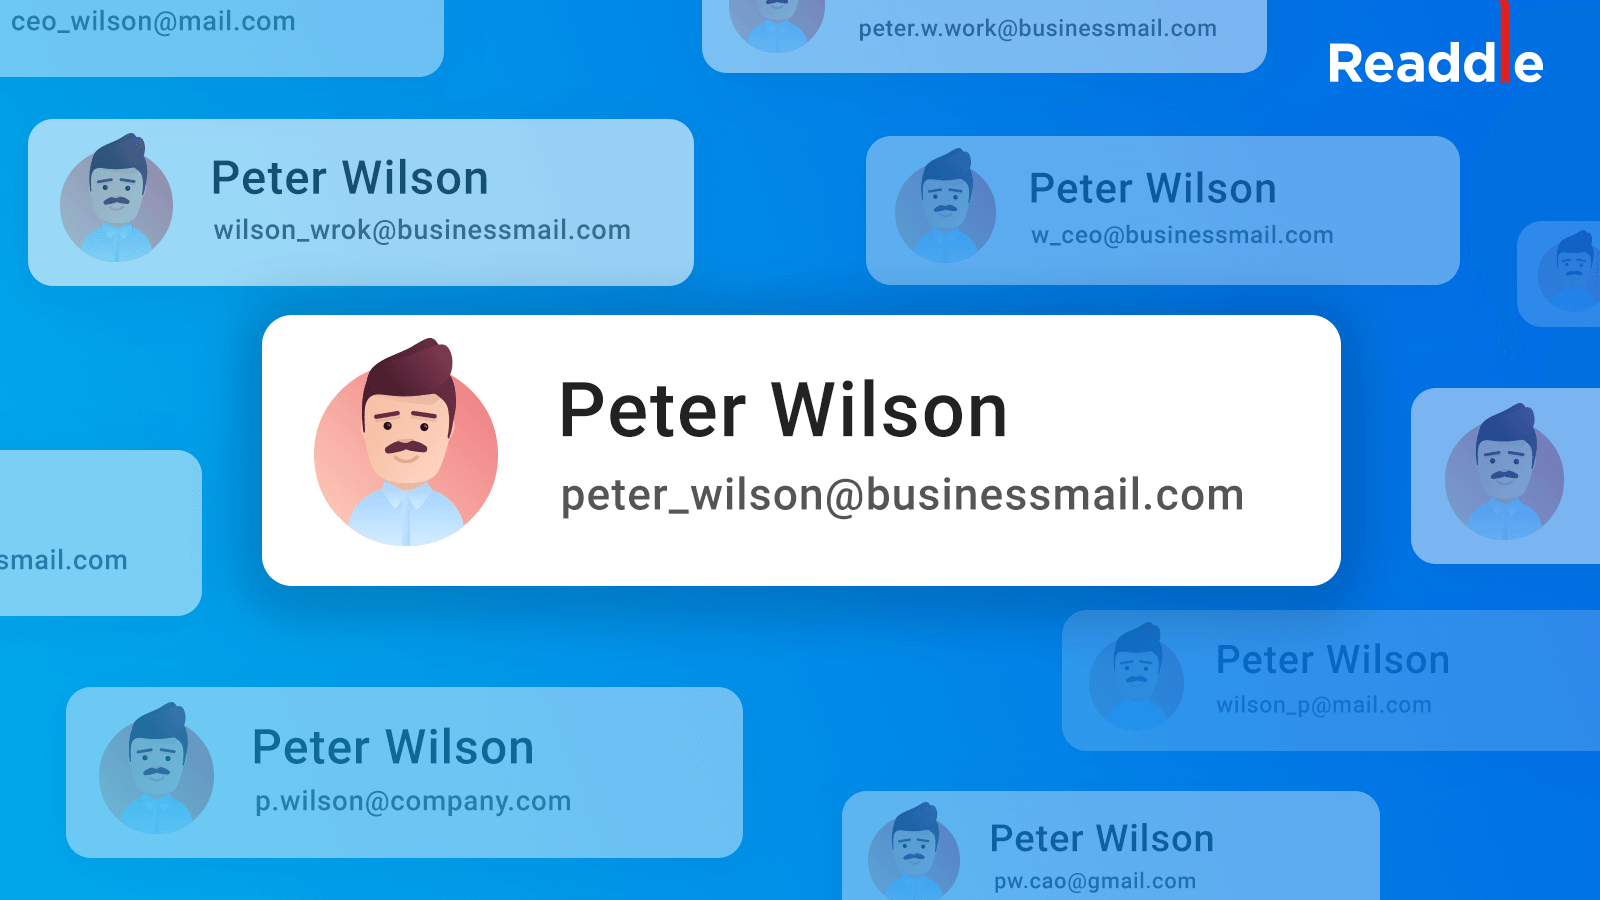 ceo_wilson@mail.com
peter.w.work@businessmail.com
Readdle
Peter Wilson
wilson_wrok@businessmail.com
Peter Wilson
w_ceo@businessmail.com
Peter Wilson
peter_wilson@businessmail.com
smail.com
Peter Wilson
wilson_p@mail.com
Peter Wilson
p.wilson@company.com
Peter Wilson
pw.cao@gmail.com